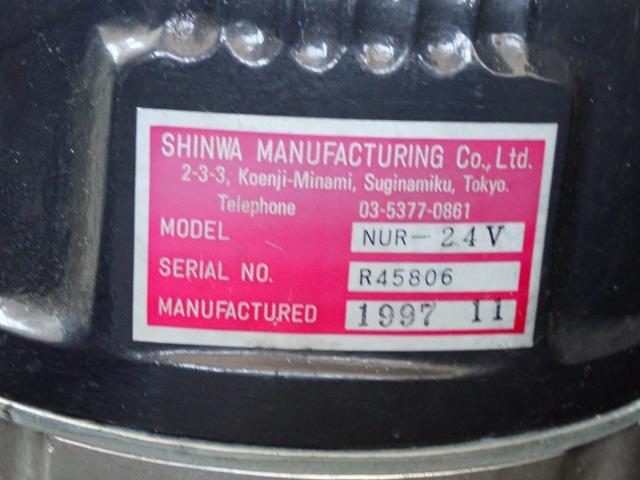 SHINWA MANUFACTURING Co., Ltd.
2-3-3, Koenji-Minami, Suginamiku, Tokyo.
Telephone 03-5377-0861
MODEL NUR-24V
SERIAL NO. R45806
MANUFACTURED 1997 11